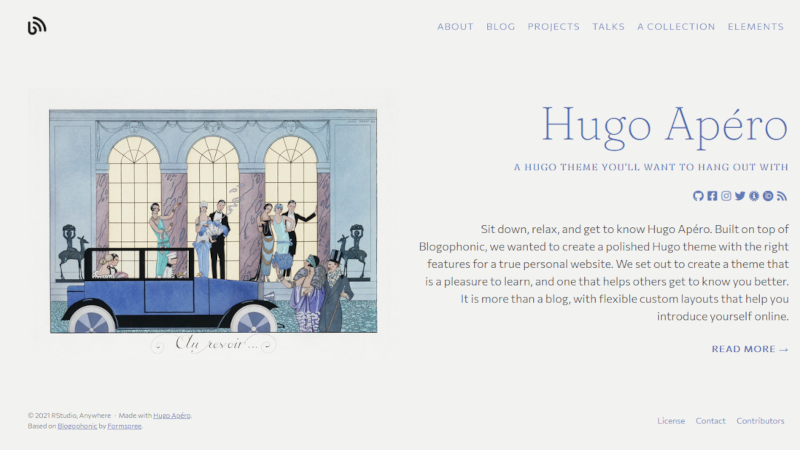 ABOUT BLOG PROJECTS TALKS A COLLECTION ELEMENTS
Au revoir...
Hugo Apéro
A HUGO THEME YOU'LL WANT TO HANG OUT WITH
Sit down, relax, and get to know Hugo Apéro. Built on top of
Blogophonic, we wanted to create a polished Hugo theme with the right
features for a true personal website. We set out to create a theme that
is a pleasure to learn, and one that helps others get to know you better.
It is more than a blog, with flexible custom layouts that help you
introduce yourself online.
READ MORE →
© 2021 RStudio, Anywhere · Made with Hugo Apéro.
Based on Blogophonic by Formspree.
License Contact Contributors